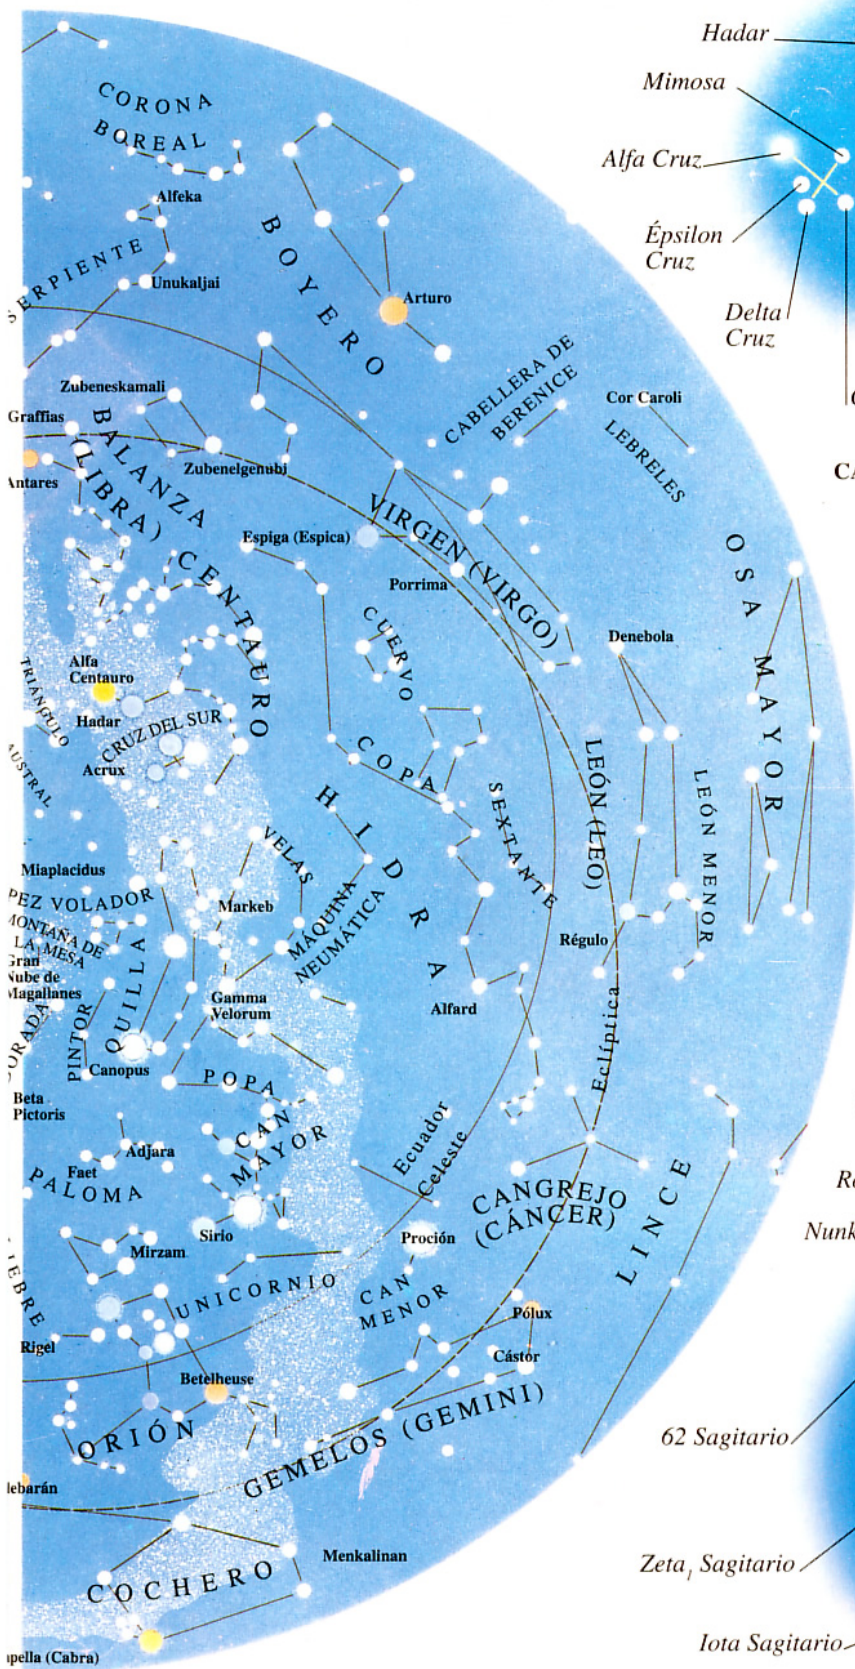 Hadar
Mimosa
Alfa Cruz
Épsilon
Cruz
Delta
Cruz
CORONA
BOREAL
Alfeka
SERPIENTE
Unukaljai
BOYERO
Arturo
Zubeneskamali
Graffias
BALANZA
(LIBRA)
Zubenelgenubi
Antares
CABELLERA DE
BERENICE
Cor Caroli
LEBRELES
VIRGEN (VIRGO)
Espiga (Espica)
Porrima
CENTAURO
CUERVO
OSA MAYOR
Denebola
Alfa
Centauro
TRIÁNGULO
AUSTRAL
Hadar
CRUZ DEL SUR
Acrux
COPA
HIDRA
SEXTANTE
LEÓN (LEO)
LEÓN MENOR
VELAS
Miaplacidus
PEZ VOLADOR
Markeb
MÁQUINA
NEUMÁTICA
MONTAÑA DE
LA MESA
Gran
Nube de
Magallanes
Régulo
QUILLA
PINTOR
Gamma
Velorum
Alfard
Eclíptica
Canopus
POPA
Beta
Pictoris
CAN
MAYOR
Adjara
Faet
PALOMA
Ecuador
Celeste
CANGREJO
(CÁNCER)
LINCE
Sirio
Proción
Mirzam
UNICORNIO
CAN
MENOR
Pólux
Rigel
Cástor
Betelheuse
ORIÓN
GEMELOS (GEMINI)
lebarán
Menkalinan
COCHERO
apella (Cabra)
Nunk
62 Sagitario
Zeta₁ Sagitario
Iota Sagitario